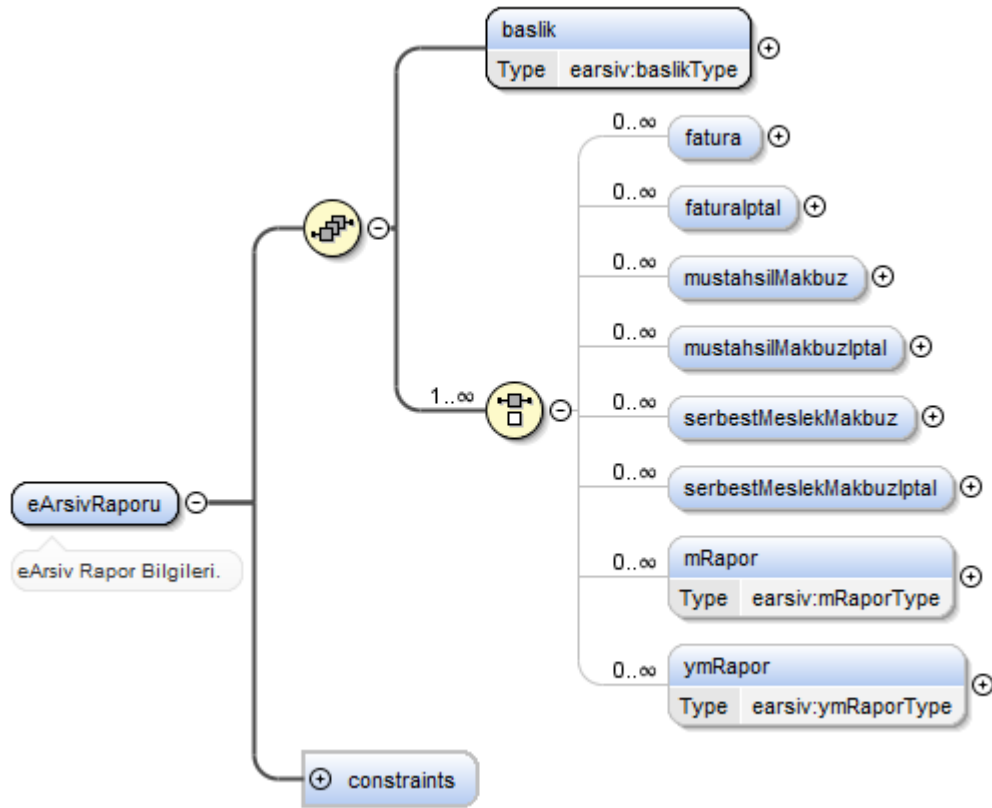 baslik
Type earsiv:baslikType
0..∞
fatura
0..∞
faturaIptal
0..∞
mustahsilMakbuz
0..∞
mustahsilMakbuzIptal
1..∞
0..∞
serbestMeslekMakbuz
0..∞
serbestMeslekMakbuzIptal
eArsivRaporu
eArsiv Rapor Bilgileri.
0..∞
mRapor
Type earsiv:mRaporType
0..∞
ymRapor
Type earsiv:ymRaporType
constraints